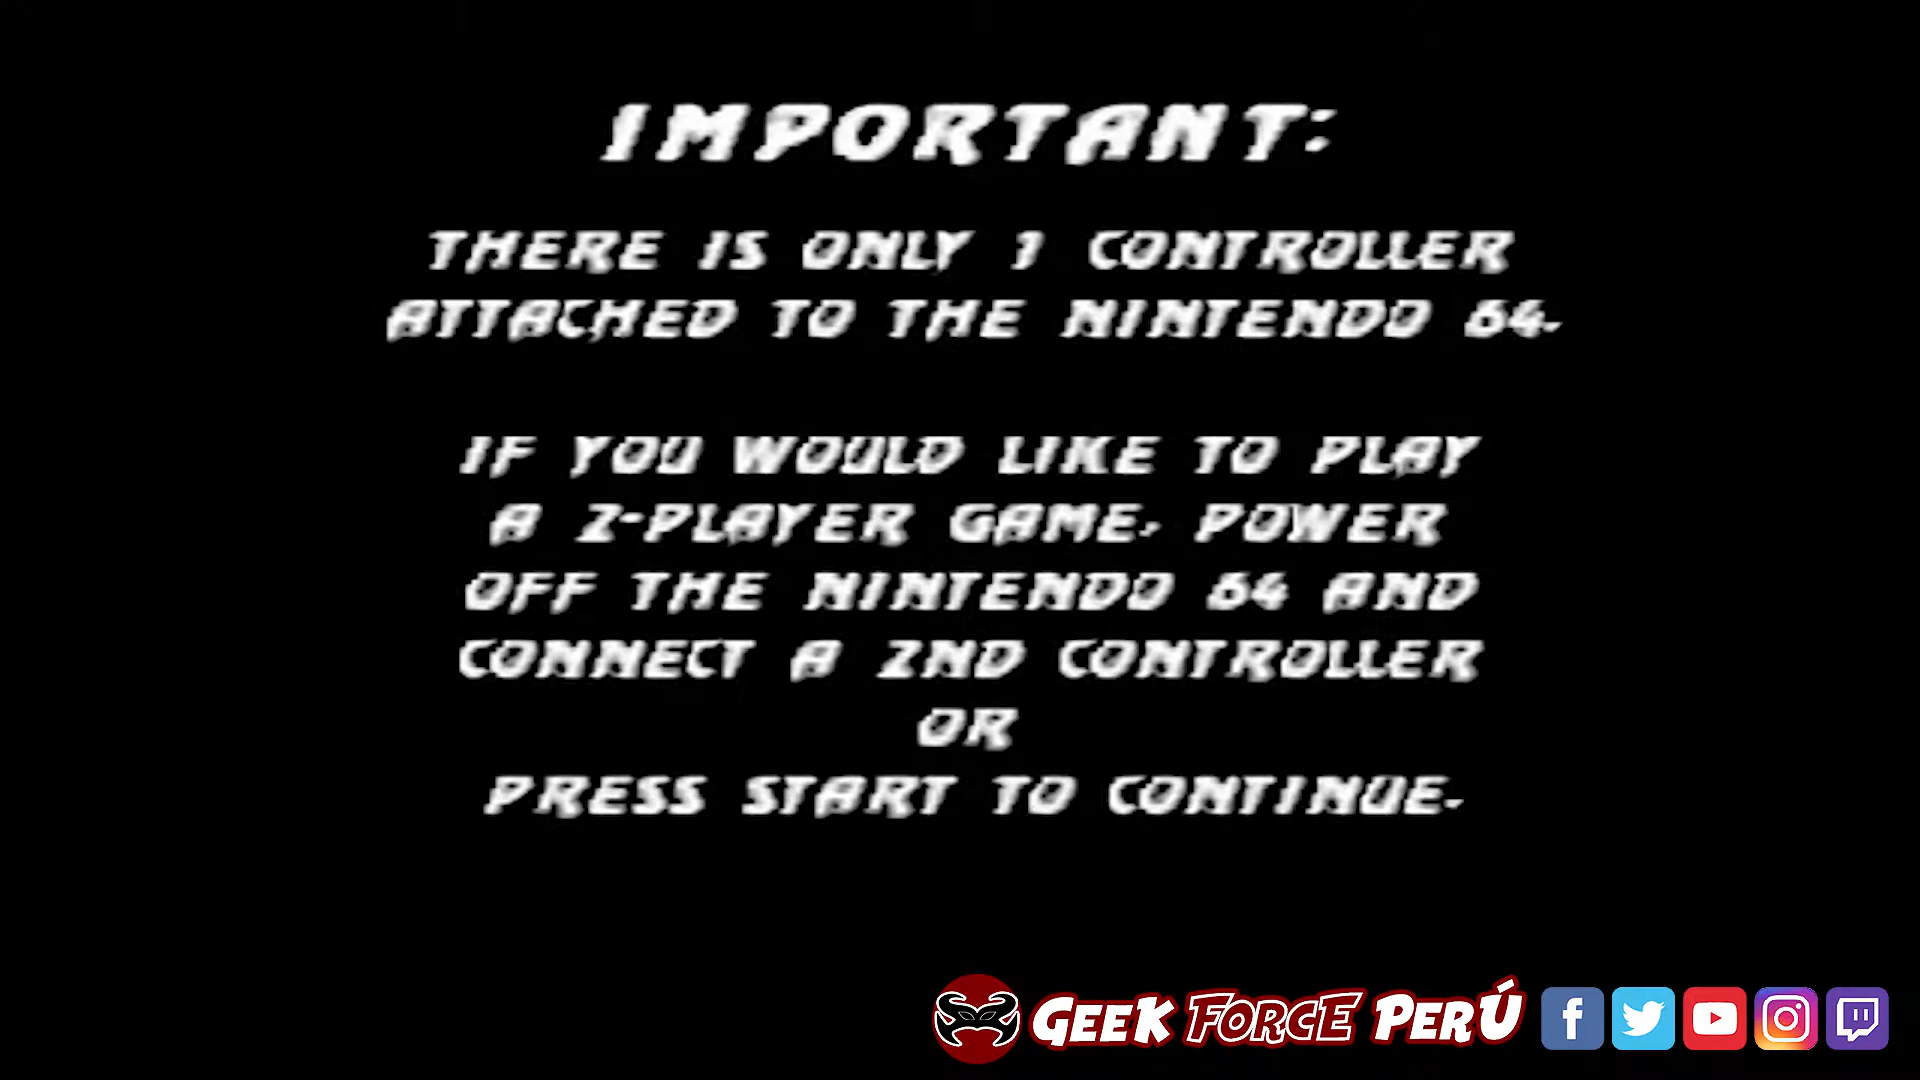 IMPORTANT:
THERE IS ONLY 1 CONTROLLER
ATTACHED TO THE NINTENDO 64.
IF YOU WOULD LIKE TO PLAY
A 2-PLAYER GAME, POWER
OFF THE NINTENDO 64 AND
CONNECT A 2ND CONTROLLER
OR
PRESS START TO CONTINUE.
GEEK FORCE PERÚ